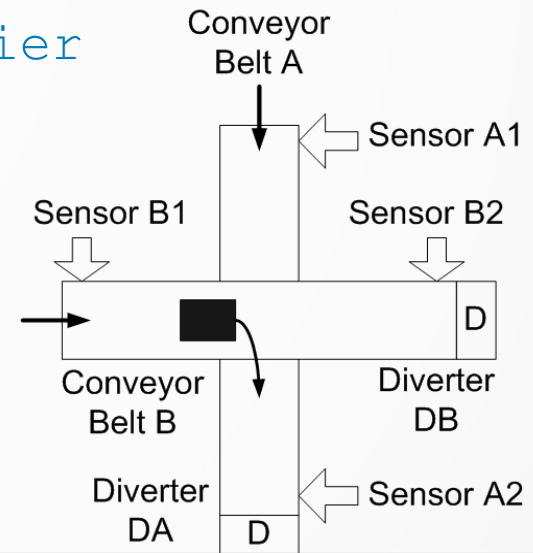 ier
Conveyor
Belt A
Sensor A1
Sensor B1
Sensor B2
D
Conveyor
Belt B
Diverter
DB
Diverter
DA
Sensor A2
D